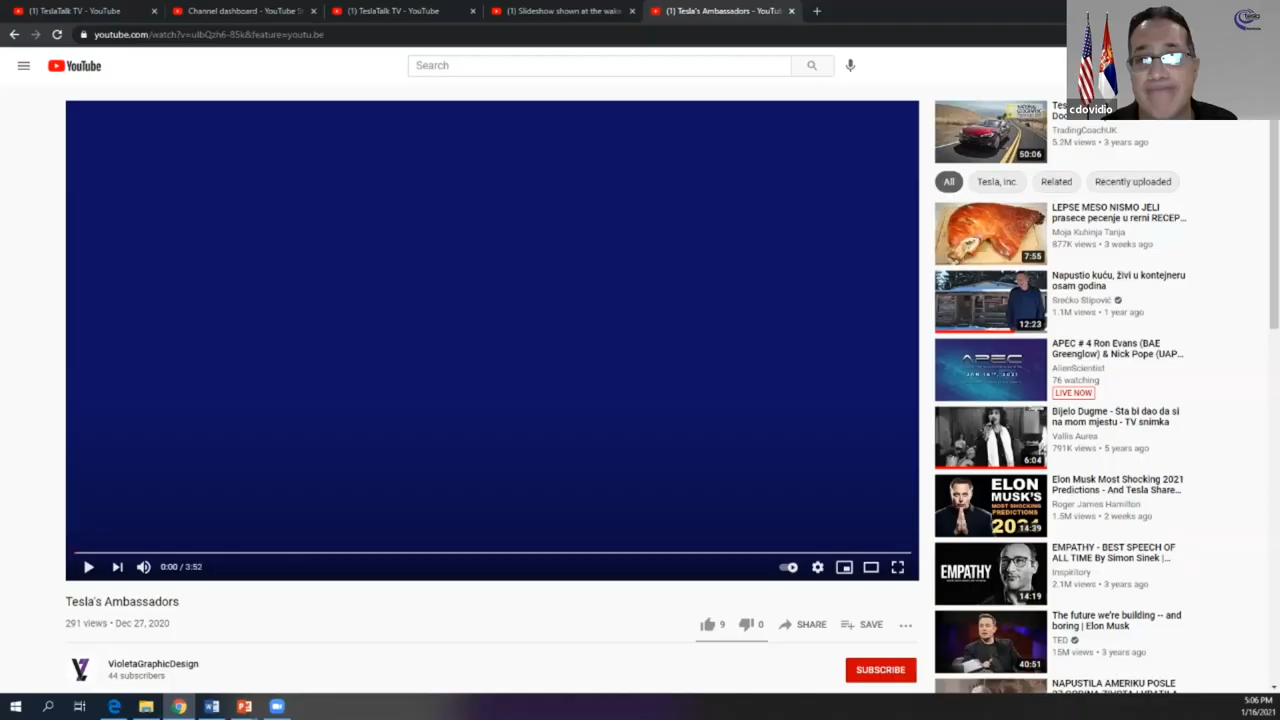 (1) TeslaTalk TV - YouTube
Channel dashboard - YouTube S
(1) TeslaTalk TV - YouTube
(1) Slideshow shown at the wake
(1) Tesla's Ambassadors - YouTu
youtube.com/watch?v=ulbQzh6-85k&feature=youtu.be
YouTube
Search
cdovidio
TradingCoachUK
5.2M views • 3 years ago
50:06
All
Tesla, Inc.
Related
Recently uploaded
LEPSE MESO NISMO JELI
prasece pecenje u rerni RECEP...
Moja Kuhinja Tanja
877K views • 3 weeks ago
7:55
Napustio kuću, živi u kontejneru
osam godina
Srećko Stipović
1.1M views • 1 year ago
12:23
APEC # 4 Ron Evans (BAE
Greenglow) & Nick Pope (UAP...
AlienScientist
76 watching
LIVE NOW
APEC
JAN 16TH, 2021
Bijelo Dugme - Šta bi dao da si
na mom mjestu - TV snimka
Vallis Aurea
791K views • 5 years ago
6:04
Elon Musk Most Shocking 2021
Predictions - And Tesla Share...
Roger James Hamilton
1.5M views • 2 weeks ago
ELON
MUSK'S
MOST SHOCKING
PREDICTIONS
14:39
EMPATHY - BEST SPEECH OF
ALL TIME By Simon Sinek |...
Inspiritory
2.1M views • 3 years ago
EMPATHY
14:19
The future we're building -- and
boring | Elon Musk
TED
15M views • 3 years ago
40:51
NAPUSTILA AMERIKU POSLE
0:00 / 3:52
Tesla's Ambassadors
291 views • Dec 27, 2020
9
0
SHARE
SAVE
VioletaGraphicDesign
44 subscribers
SUBSCRIBE
5:06 PM
1/16/2021